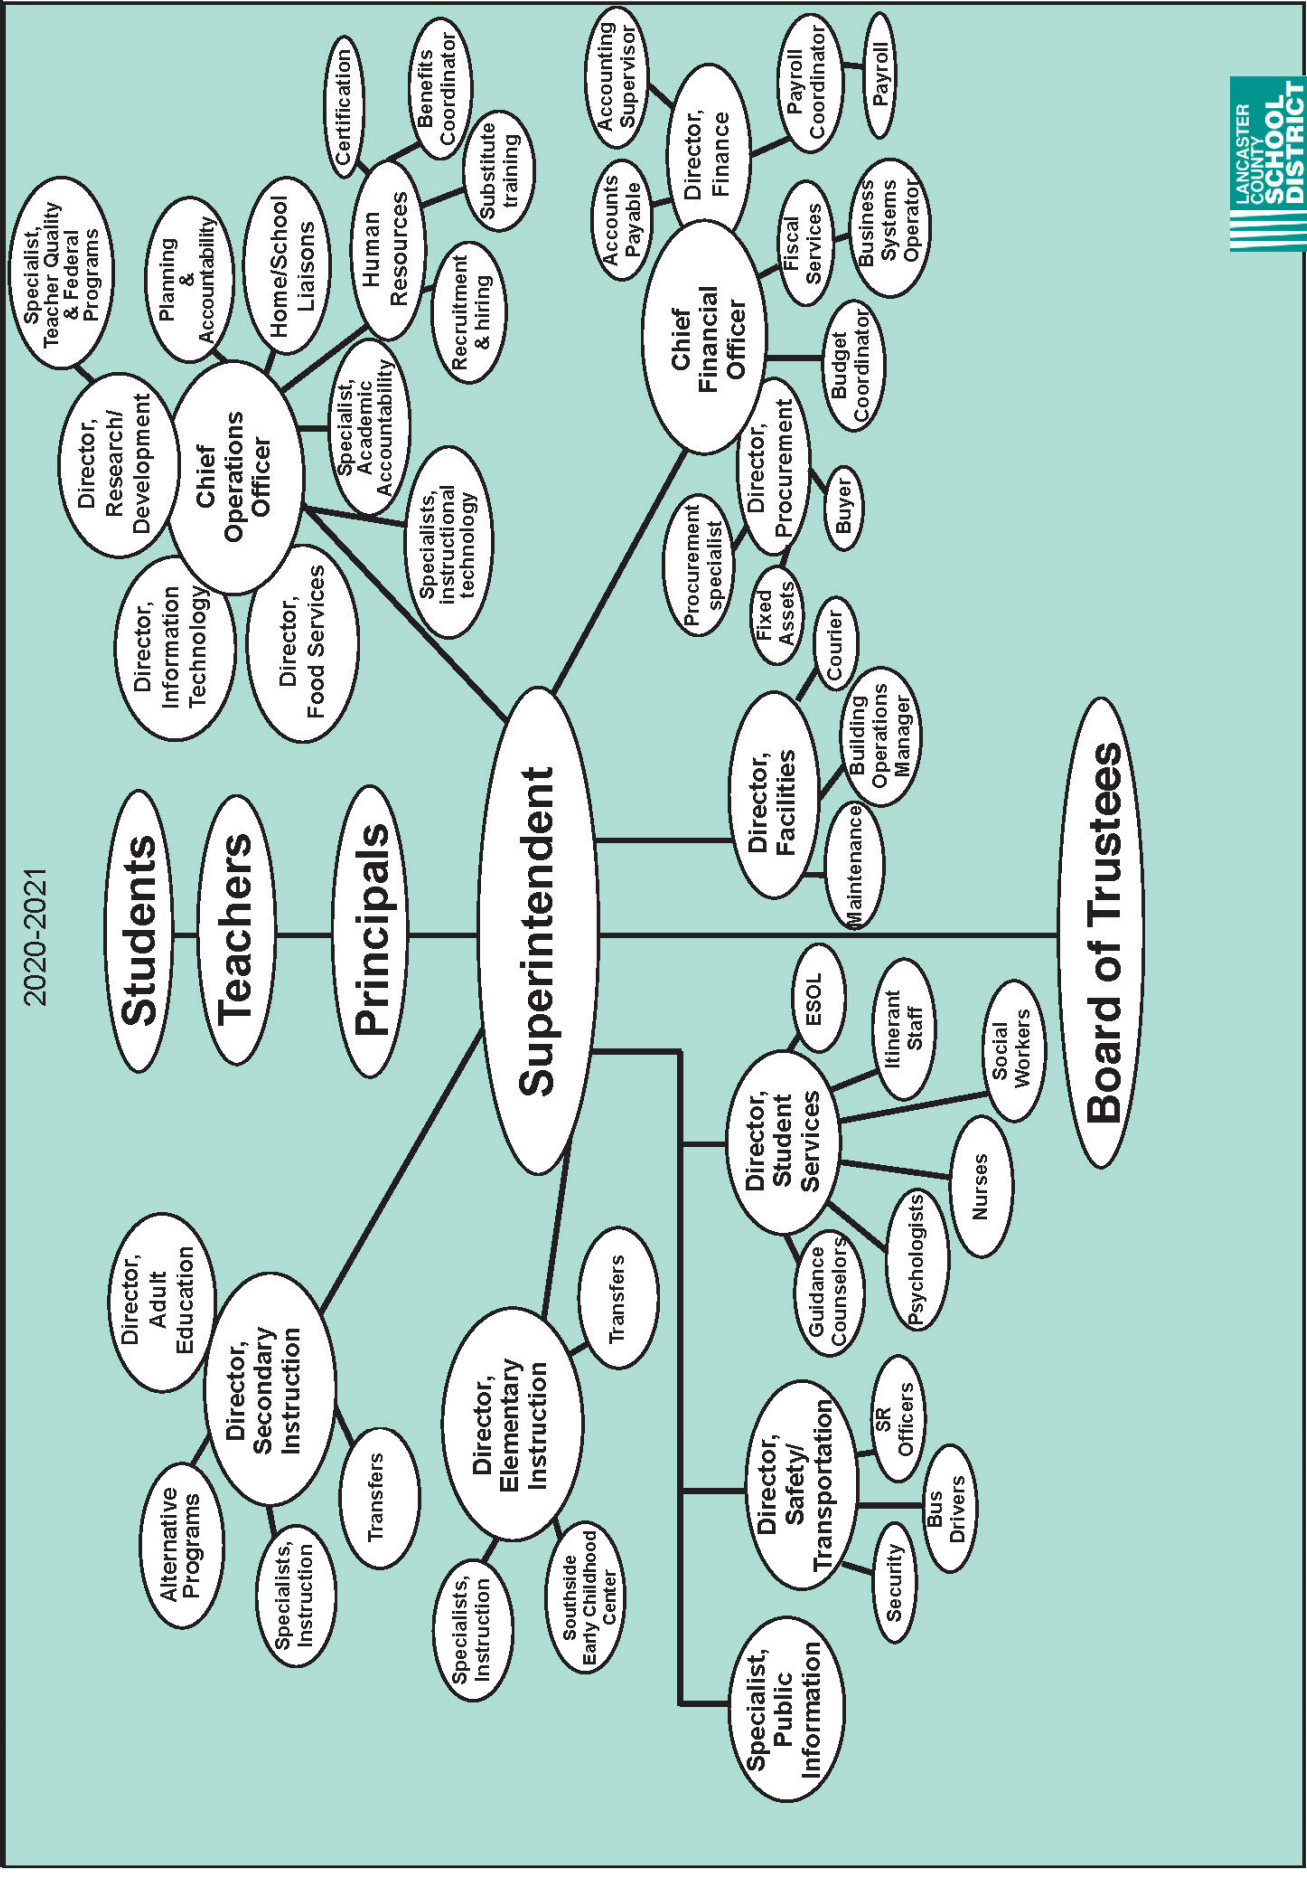 2020-2021
Students
Teachers
Principals
Superintendent
Board of Trustees
Director,
Adult
Education
Director,
Secondary
Instruction
Alternative
Programs
Specialists,
Instruction
Transfers
Director,
Elementary
Instruction
Transfers
Specialists,
Instruction
Southside
Early Childhood
Center
Specialist,
Public
Information
Director,
Safety/
Transportation
Security
Bus
Drivers
SR
Officers
Director,
Student
Services
Guidance
Counselors
Psychologists
Nurses
Social
Workers
Itinerant
Staff
ESOL
Director,
Facilities
Maintenance
Building
Operations
Manager
Courier
Director,
Information
Technology
Director,
Food Services
Director,
Research/
Development
Specialist,
Teacher Quality
& Federal
Programs
Chief
Operations
Officer
Planning
&
Accountability
Home/School
Liaisons
Specialist,
Academic
Accountability
Specialists,
instructional
technology
Human
Resources
Certification
Benefits
Coordinator
Substitute
training
Recruitment
& hiring
Chief
Financial
Officer
Director,
Finance
Accounts
Payable
Accounting
Supervisor
Payroll
Coordinator
Payroll
Fiscal
Services
Business
Systems
Operator
Budget
Coordinator
Director,
Procurement
Procurement
specialist
Fixed
Assets
Buyer
LANCASTER
COUNTY
SCHOOL
DISTRICT